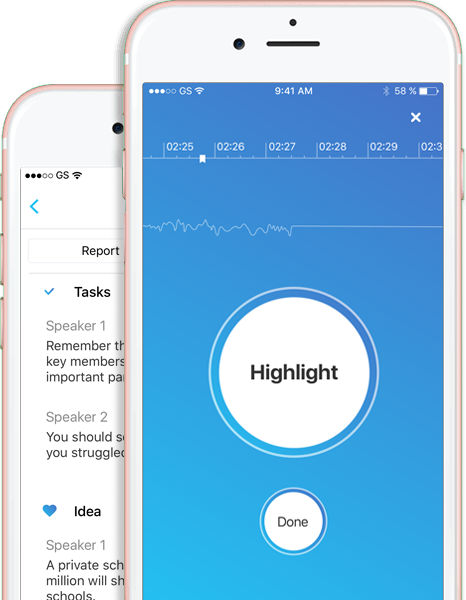 GS 9:41 AM 58 %
02:25 02:26 02:27 02:28 02:29 02:3
Highlight
Done
GS
Report
Tasks
Speaker 1
Remember th
key members
important par
Speaker 2
You should s
you struggled
Idea
Speaker 1
A private sch
million will sh
schools.